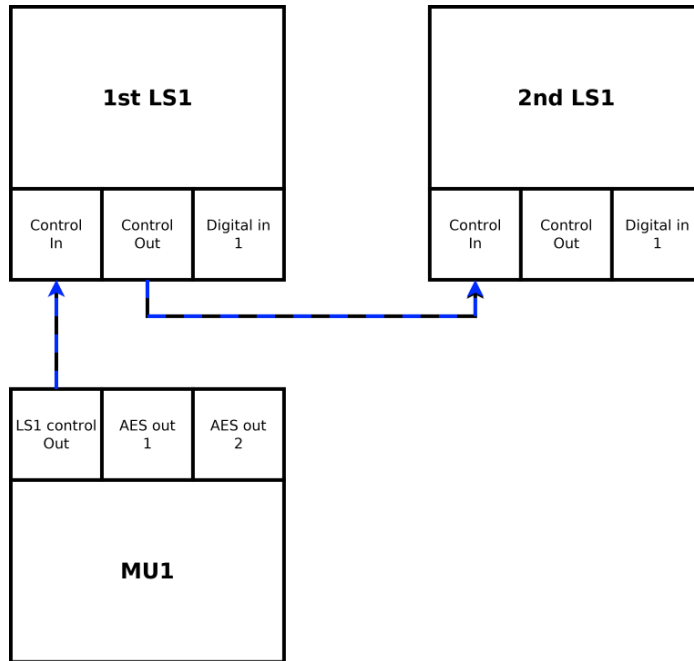 1st LS1
2nd LS1
Control
In
Control
Out
Digital in
1
Control
In
Control
Out
Digital in
1
LS1 control
Out
AES out
1
AES out
2
MU1